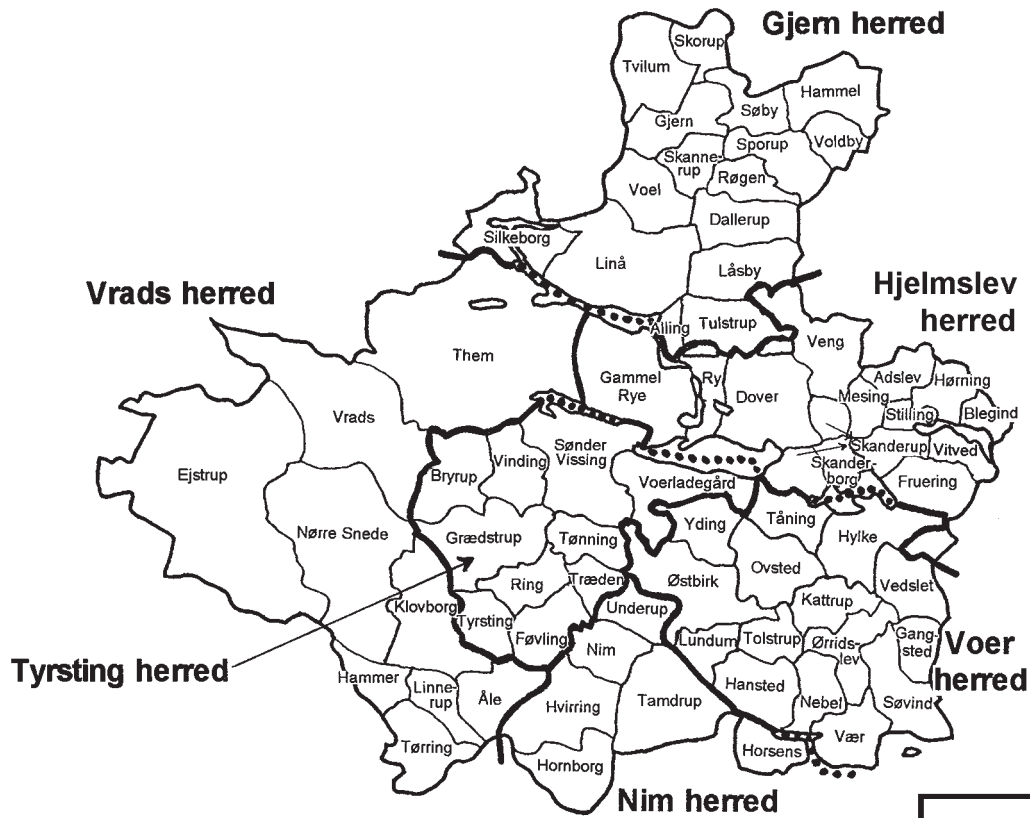 Gjern herred
Skorup
Tvilum
Hammel
Søby
Gjern
Sporup
Voldby
Skanne-
rup
Røgen
Voel
Dallerup
Silkeborg
Linå
Låsby
Vrads herred
Hjelmslev
herred
Alling
Tulstrup
Veng
Them
Gammel
Rye
Ry
Dover
Adslev
Hørning
Mesing
Stilling
Blegind
Vrads
Sønder
Vissing
Skanderup
Vitved
Ejstrup
Bryrup
Vinding
Voerladegård
Skander-
borg
Fruering
Nørre Snede
Grædstrup
Tønning
Yding
Tåning
Hylke
Ovsted
Ring
Træden
Østbirk
Vedslet
Klovborg
Tyrsting
Føvling
Underup
Kattrup
Lundum
Tolstrup
Ørrids-
lev
Gang-
sted
Voer
herred
Tyrsting herred
Nim
Hammer
Linne-
rup
Åle
Hvirring
Tamdrup
Hansted
Nebel
Søvind
Tørring
Horsens
Vær
Hornborg
Nim herred